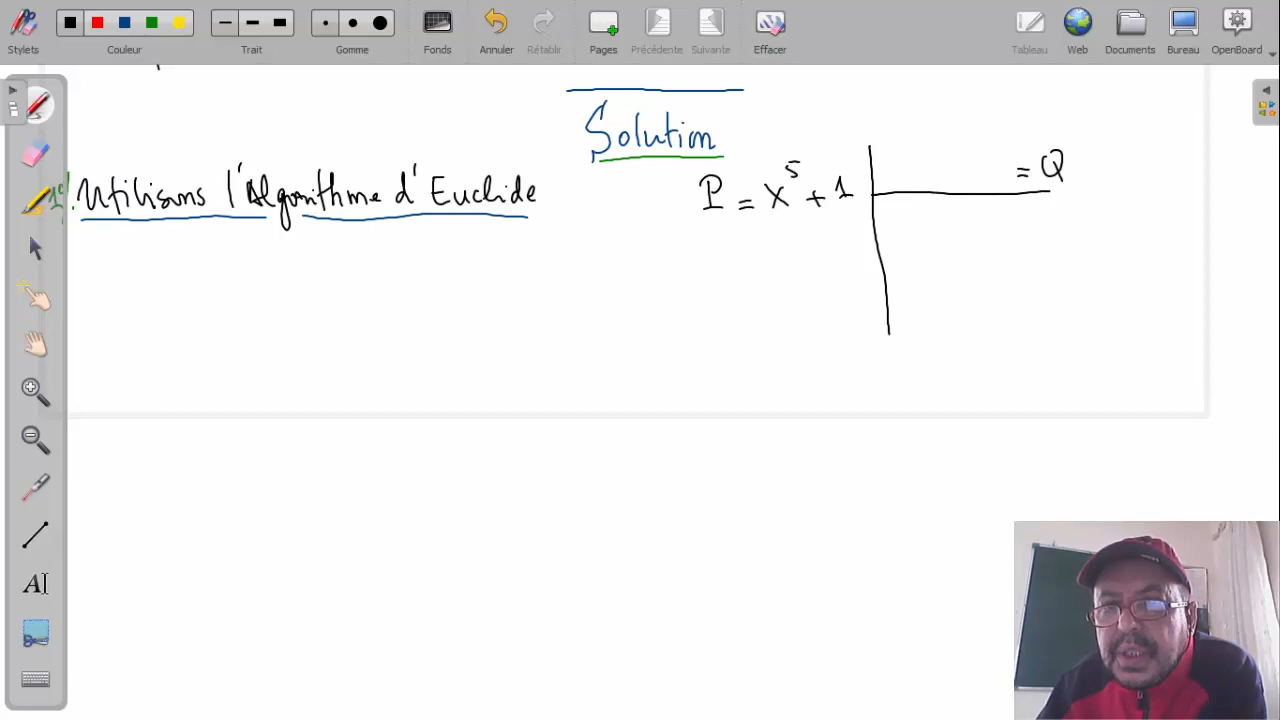 Stylets Couleur Trait Gomme Fonds Annuler Rétablir Pages Précédente Suivante Effacer Tableau Web Documents Bureau OpenBoard
Solution
1°/. Utilisons l'Algorithme d'Euclide
P = X⁵ + 1
= Q
A